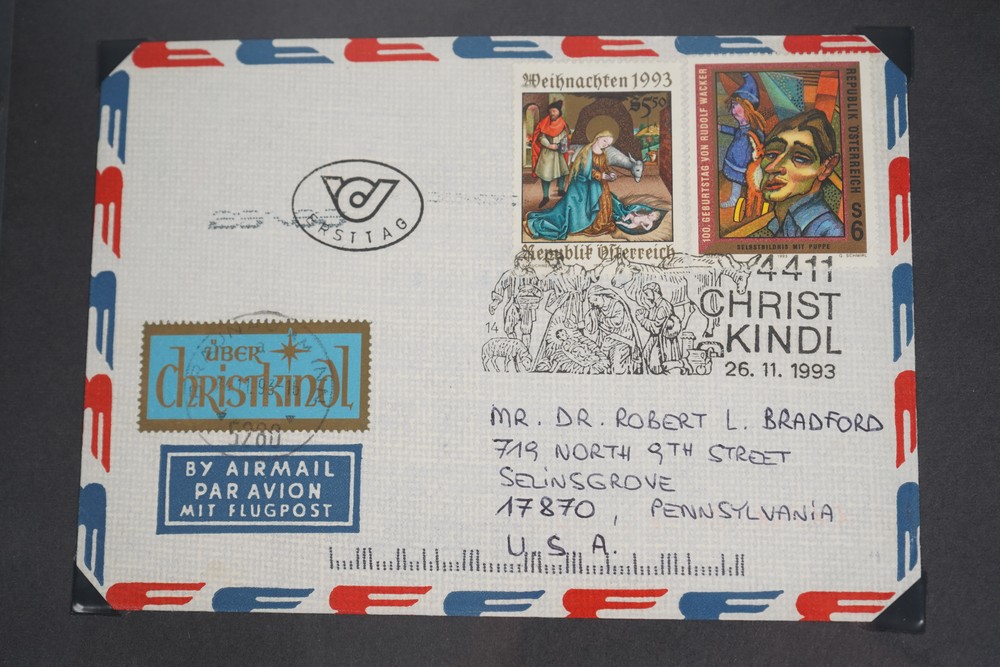 Weihnachten 1993
S5.50
Republik Österreich
100. GEBURTSTAG VON RUDOLF WACKER
REPUBLIK ÖSTERREICH S6
SELBSTBILDNIS MIT PUPPE
ERSTTAG
14
4411
CHRIST
KINDL
26. 11. 1993
ÜBER
Christkindl
5280
BY AIRMAIL
PAR AVION
MIT FLUGPOST
MR. DR. ROBERT L. BRADFORD
719 NORTH 9TH STREET
SELINSGROVE
17870, PENNSYLVANIA
U. S. A.